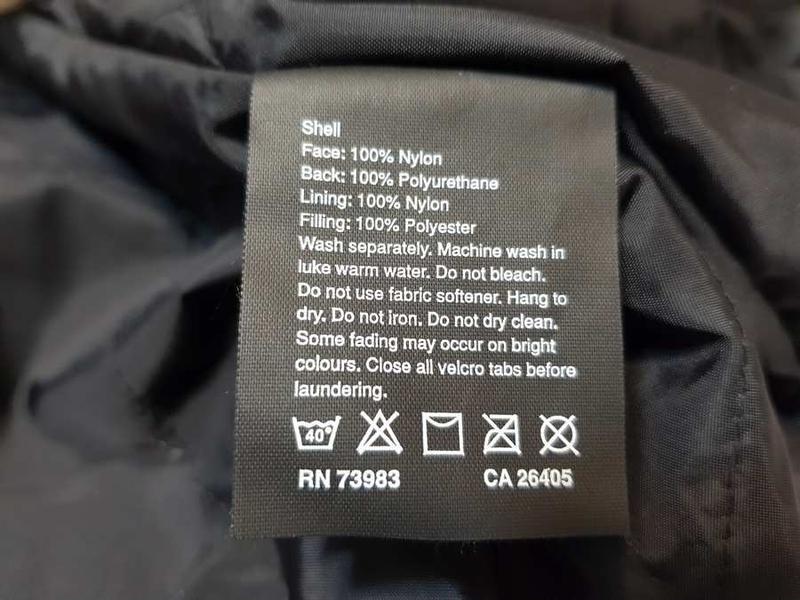 Shell
Face: 100% Nylon
Back: 100% Polyurethane
Lining: 100% Nylon
Filling: 100% Polyester
Wash separately. Machine wash in
luke warm water. Do not bleach.
Do not use fabric softener. Hang to
dry. Do not iron. Do not dry clean.
Some fading may occur on bright
colours. Close all velcro tabs before
laundering.
40°
RN 73983 CA 26405